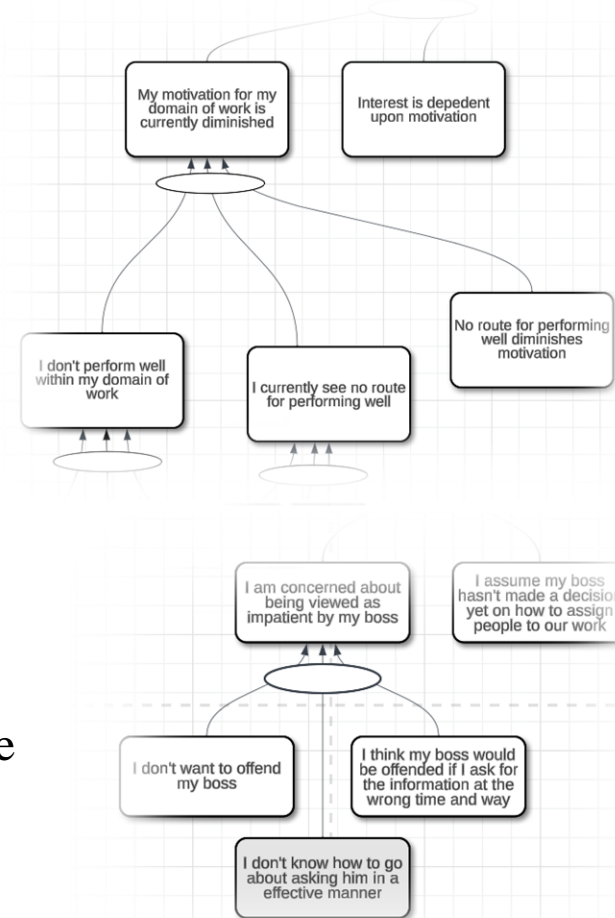 My motivation for my
domain of work is
currently diminished
Interest is depedent
upon motivation
I don't perform well
within my domain of
work
I currently see no route
for performing well
No route for performing
well diminishes
motivation
I am concerned about
being viewed as
impatient by my boss
I assume my boss
hasn't made a decision
yet on how to assign
people to our work
e
I don't want to offend
my boss
I think my boss would
be offended if I ask for
the information at the
wrong time and way
I don't know how to go
about asking him in a
effective manner